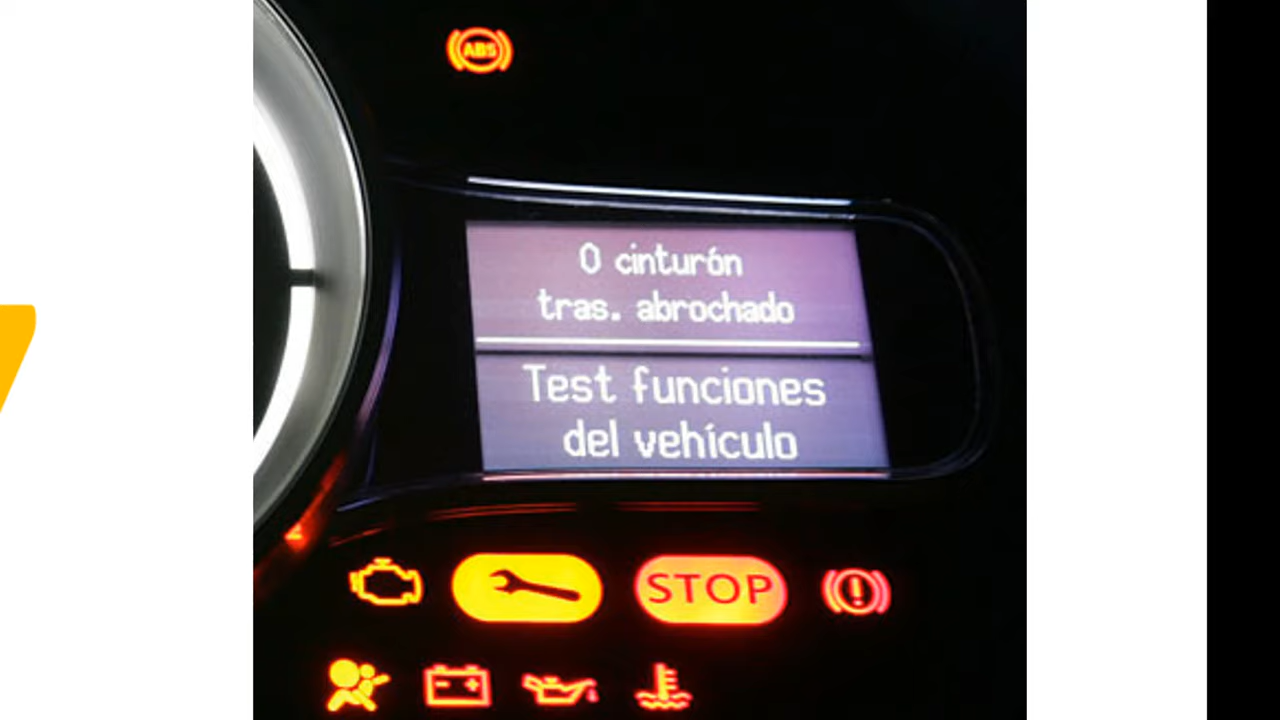 ABS
0 cinturón
tras. abrochado
Test funciones
del vehículo
STOP